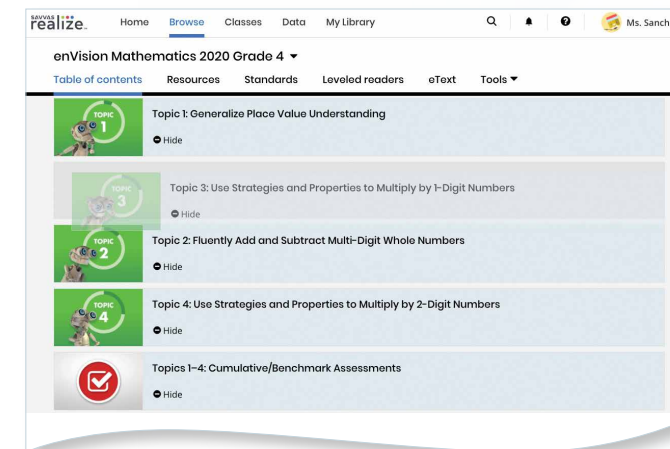 SAVVAS
realize™ Home Browse Classes Data My Library Ms. Sanch
enVision Mathematics 2020 Grade 4
Table of contents Resources Standards Leveled readers eText Tools
TOPIC 1
Topic 1: Generalize Place Value Understanding
Hide
TOPIC 3
Topic 3: Use Strategies and Properties to Multiply by 1-Digit Numbers
Hide
TOPIC 2
Topic 2: Fluently Add and Subtract Multi-Digit Whole Numbers
Hide
TOPIC 4
Topic 4: Use Strategies and Properties to Multiply by 2-Digit Numbers
Hide
Topics 1–4: Cumulative/Benchmark Assessments
Hide